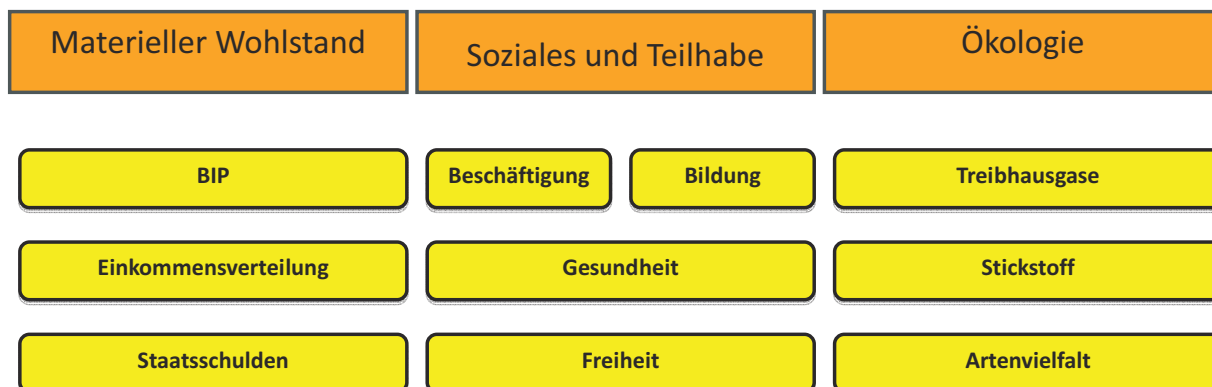 Materieller Wohlstand
Soziales und Teilhabe
Ökologie
BIP
Beschäftigung
Bildung
Treibhausgase
Einkommensverteilung
Gesundheit
Stickstoff
Staatsschulden
Freiheit
Artenvielfalt